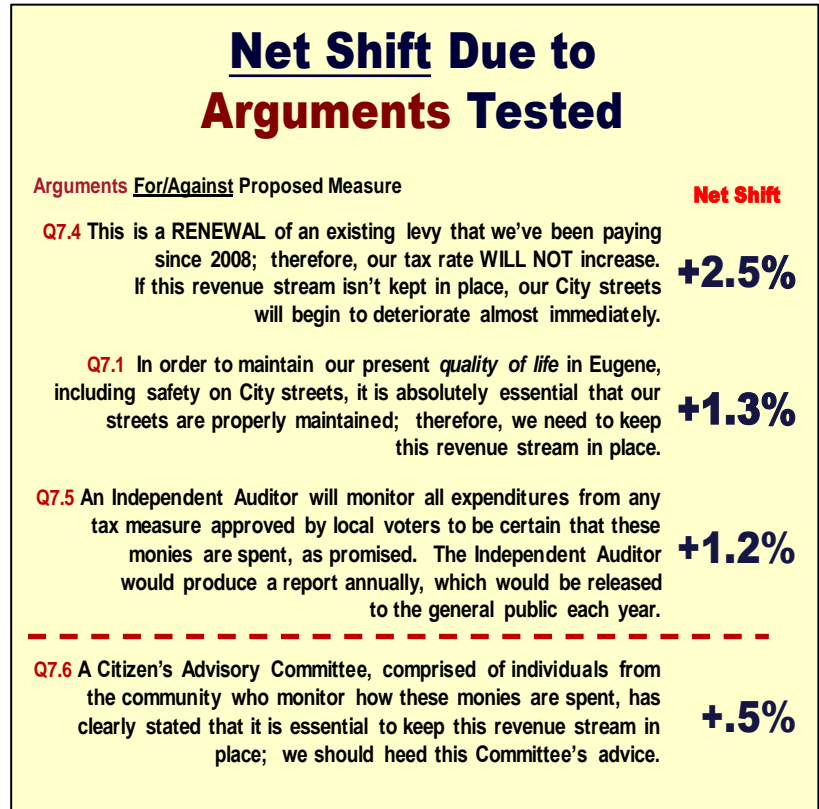 Net Shift Due to
Arguments Tested
Arguments For/Against Proposed Measure
Net Shift
Q7.4 This is a RENEWAL of an existing levy that we've been paying
since 2008; therefore, our tax rate WILL NOT increase.
If this revenue stream isn't kept in place, our City streets
will begin to deteriorate almost immediately.
+2.5%
Q7.1 In order to maintain our present quality of life in Eugene,
including safety on City streets, it is absolutely essential that our
streets are properly maintained; therefore, we need to keep
this revenue stream in place.
+1.3%
Q7.5 An Independent Auditor will monitor all expenditures from any
tax measure approved by local voters to be certain that these
monies are spent, as promised. The Independent Auditor
would produce a report annually, which would be released
to the general public each year.
+1.2%
Q7.6 A Citizen's Advisory Committee, comprised of individuals from
the community who monitor how these monies are spent, has
clearly stated that it is essential to keep this revenue stream in
place; we should heed this Committee's advice.
+.5%